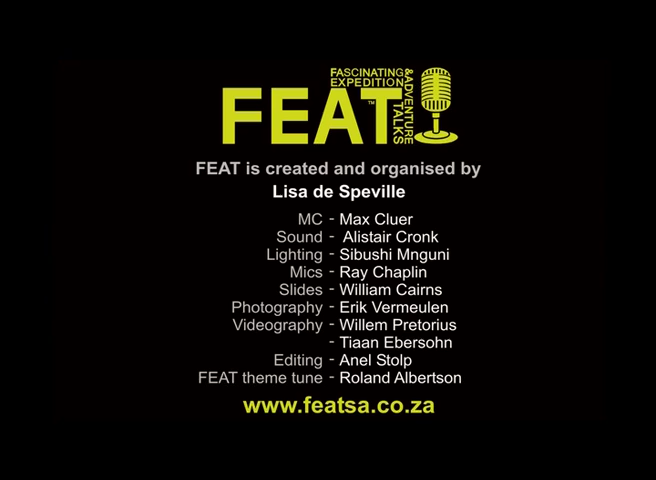 FASCINATING
EXPEDITION
&ADVENTURE
TALKS
FEAT™
FEAT is created and organised by
Lisa de Speville
MC - Max Cluer
Sound - Alistair Cronk
Lighting - Sibushi Mnguni
Mics - Ray Chaplin
Slides - William Cairns
Photography - Erik Vermeulen
Videography - Willem Pretorius
- Tiaan Ebersohn
Editing - Anel Stolp
FEAT theme tune - Roland Albertson
www.featsa.co.za